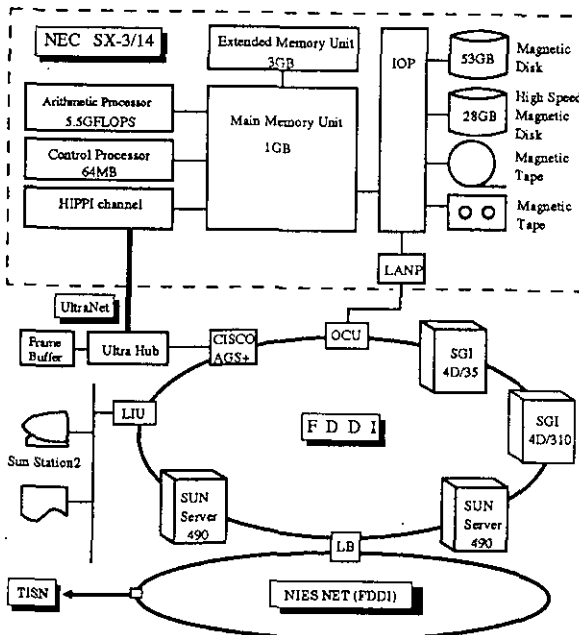 NEC SX-3/14
Extended Memory Unit
3GB
IOP
53GB
Magnetic
Disk
Arithmetic Processor
5.5GFLOPS
Main Memory Unit
1GB
28GB
High Speed
Magnetic
Disk
Control Processor
64MB
Magnetic
Tape
HIPPI channel
Magnetic
Tape
LANP
UltraNet
Frame
Buffer
Ultra Hub
CISCO
AGS+
OCU
SGI
4D/35
LIU
F D D I
SGI
4D/310
Sun Station2
SUN
Server
490
SUN
Server
490
LB
TISN
NIES NET (FDDI)